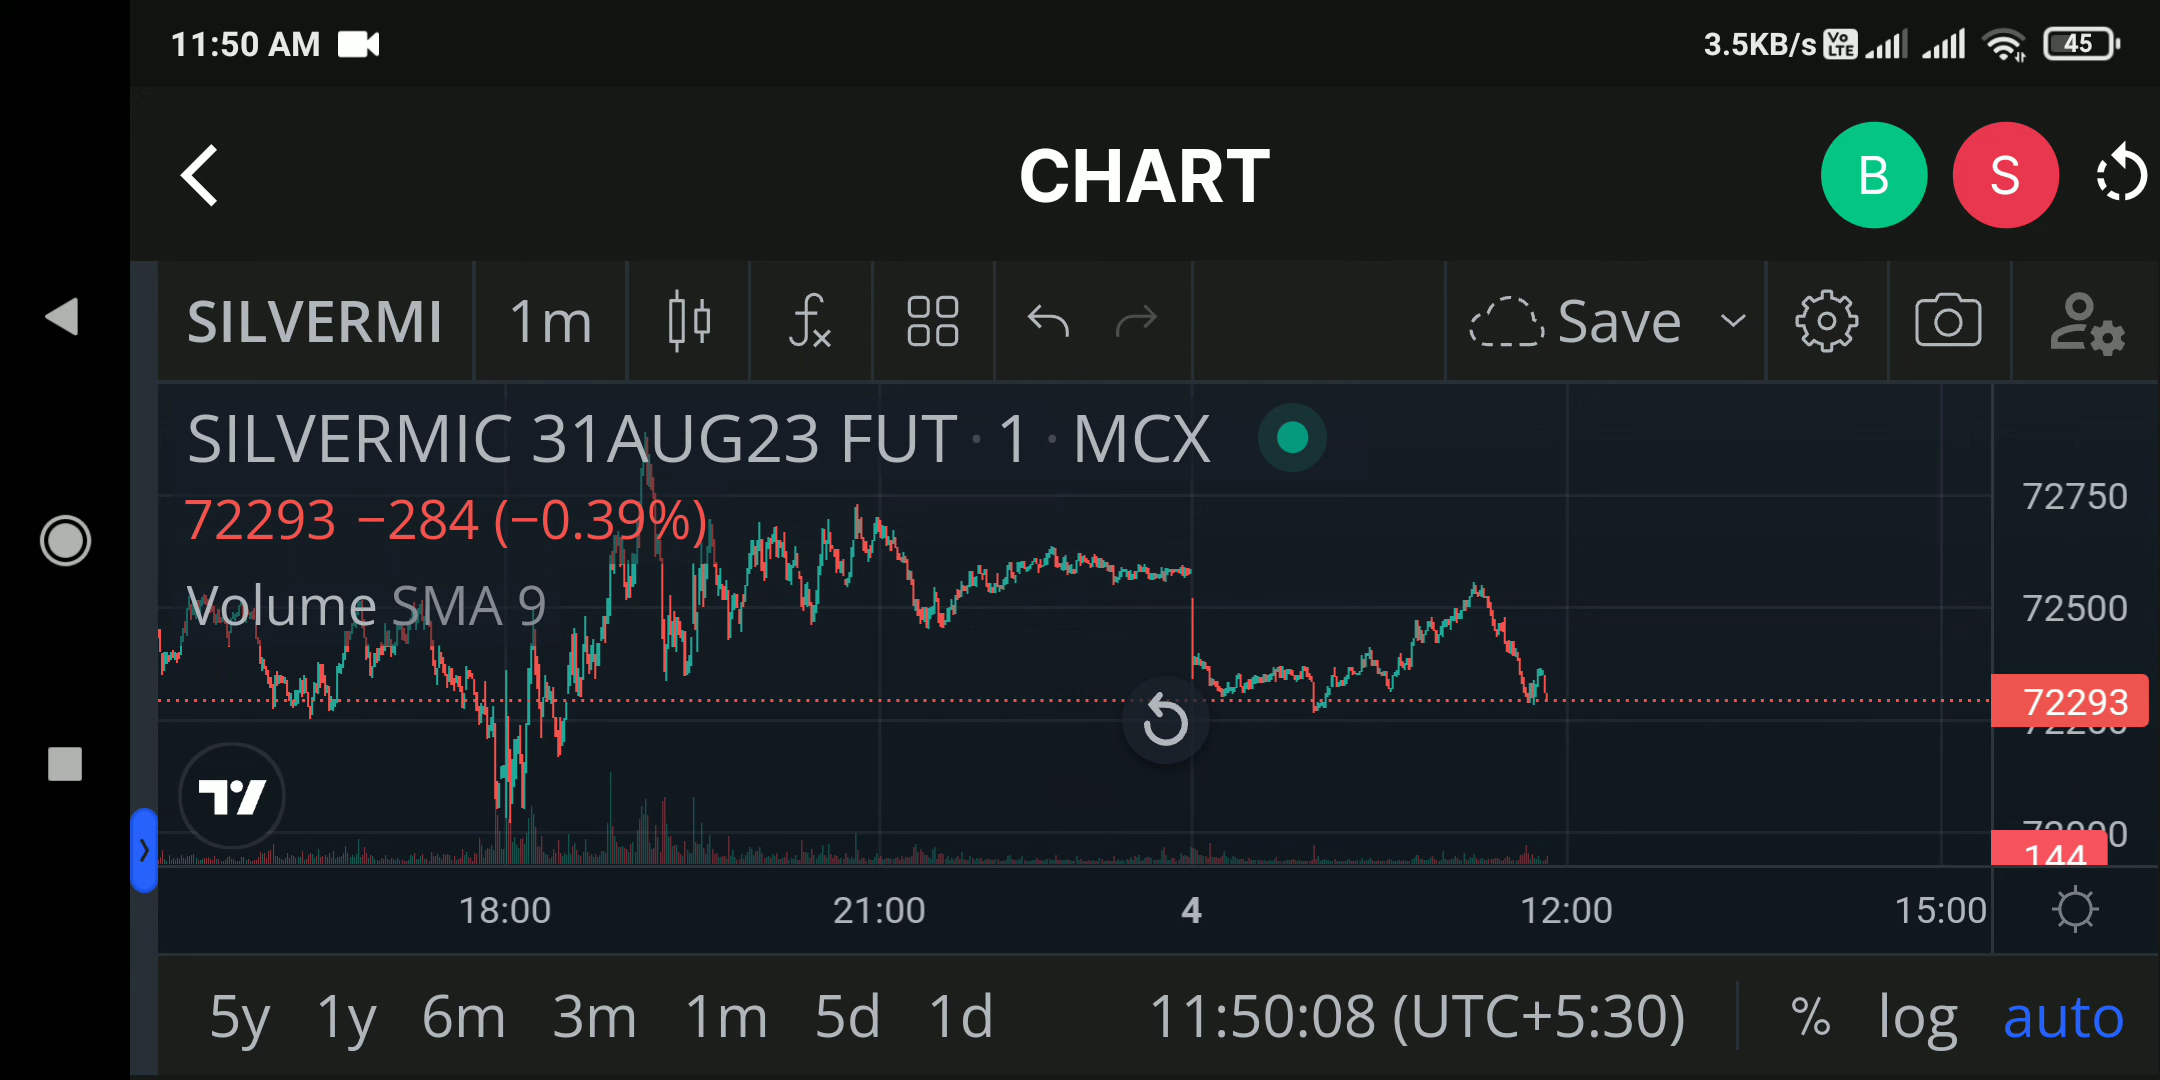 11:50 AM 3.5KB/s Vo LTE 45
CHART B S
SILVERMI 1m Save
SILVERMIC 31AUG23 FUT · 1 · MCX
72293 −284 (−0.39%)
Volume SMA 9
72750
72500
72293
144
18:00 21:00 4 12:00 15:00
5y 1y 6m 3m 1m 5d 1d 11:50:08 (UTC+5:30) % log auto